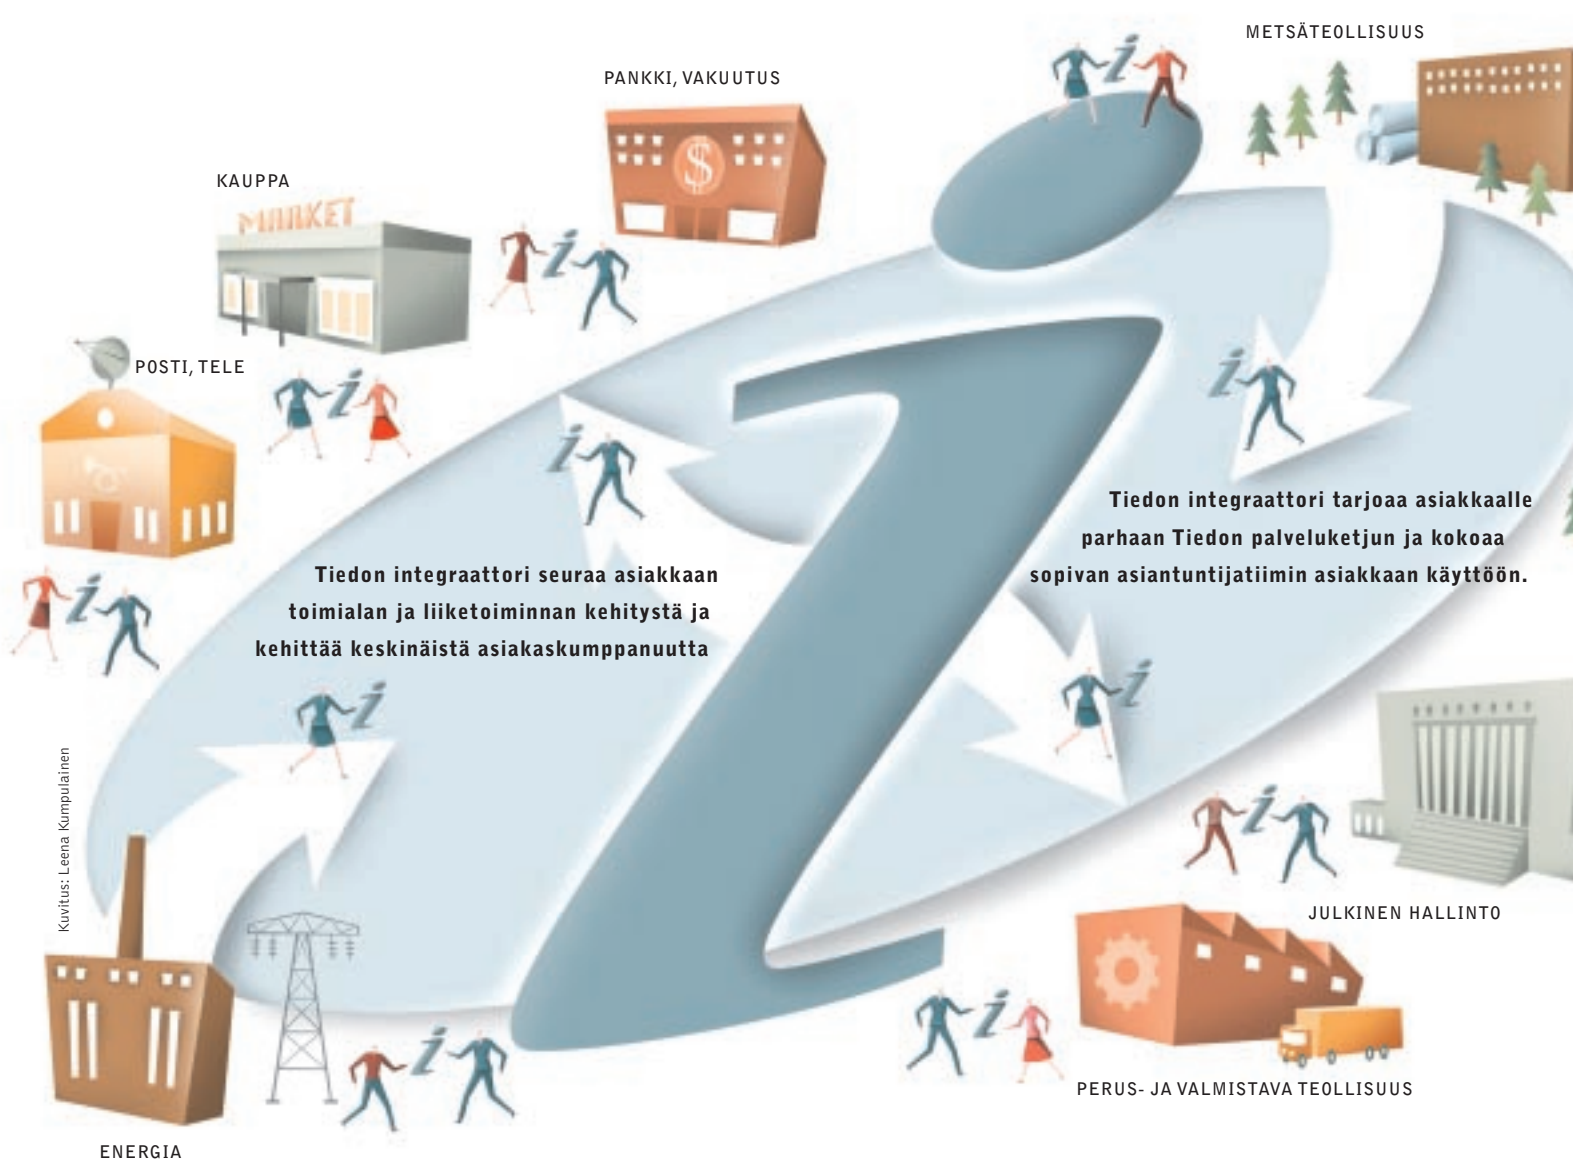 METSÄTEOLLISUUS
PANKKI, VAKUUTUS
$
KAUPPA
MARKET
POSTI, TELE
Tiedon integraattori tarjoaa asiakkaalle
parhaan Tiedon palveluketjun ja kokoaa
sopivan asiantuntijatiimin asiakkaan käyttöön.
Tiedon integraattori seuraa asiakkaan
toimialan ja liiketoiminnan kehitystä ja
kehittää keskinäistä asiakaskumppanuutta
Kuvitus: Leena Kumpulainen
JULKINEN HALLINTO
PERUS- JA VALMISTAVA TEOLLISUUS
ENERGIA
i